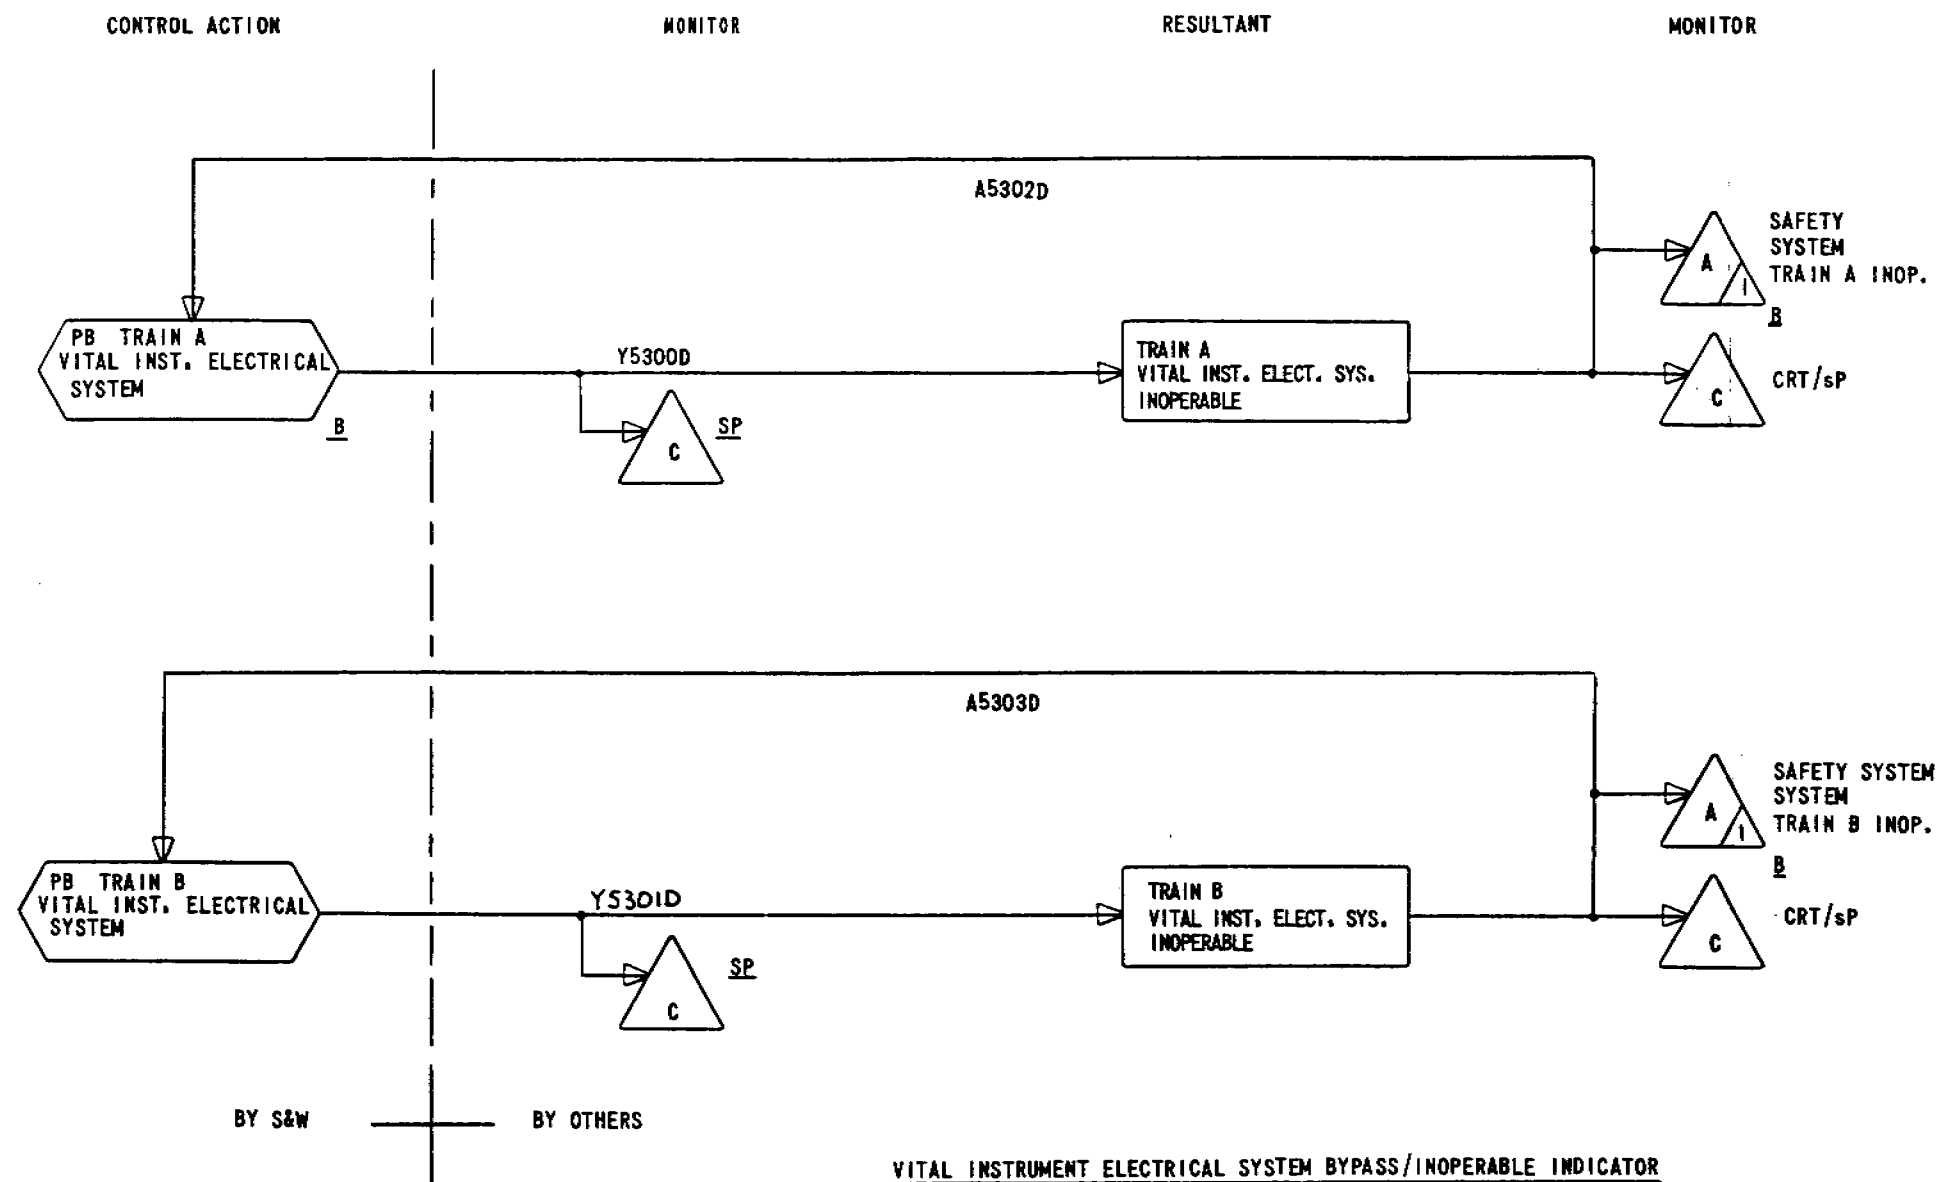 CONTROL ACTION
MONITOR
RESULTANT
MONITOR
A5302D
SAFETY
SYSTEM
TRAIN A INOP.
A
1
B
PB TRAIN A
VITAL INST. ELECTRICAL
SYSTEM
B
Y5300D
C
SP
TRAIN A
VITAL INST. ELECT. SYS.
INOPERABLE
C
CRT/sP
A5303D
SAFETY SYSTEM
SYSTEM
TRAIN B INOP.
A
1
B
PB TRAIN B
VITAL INST. ELECTRICAL
SYSTEM
Y5301D
C
SP
TRAIN B
VITAL INST. ELECT. SYS.
INOPERABLE
C
CRT/sP
BY S&W
BY OTHERS
VITAL INSTRUMENT ELECTRICAL SYSTEM BYPASS/INOPERABLE INDICATOR